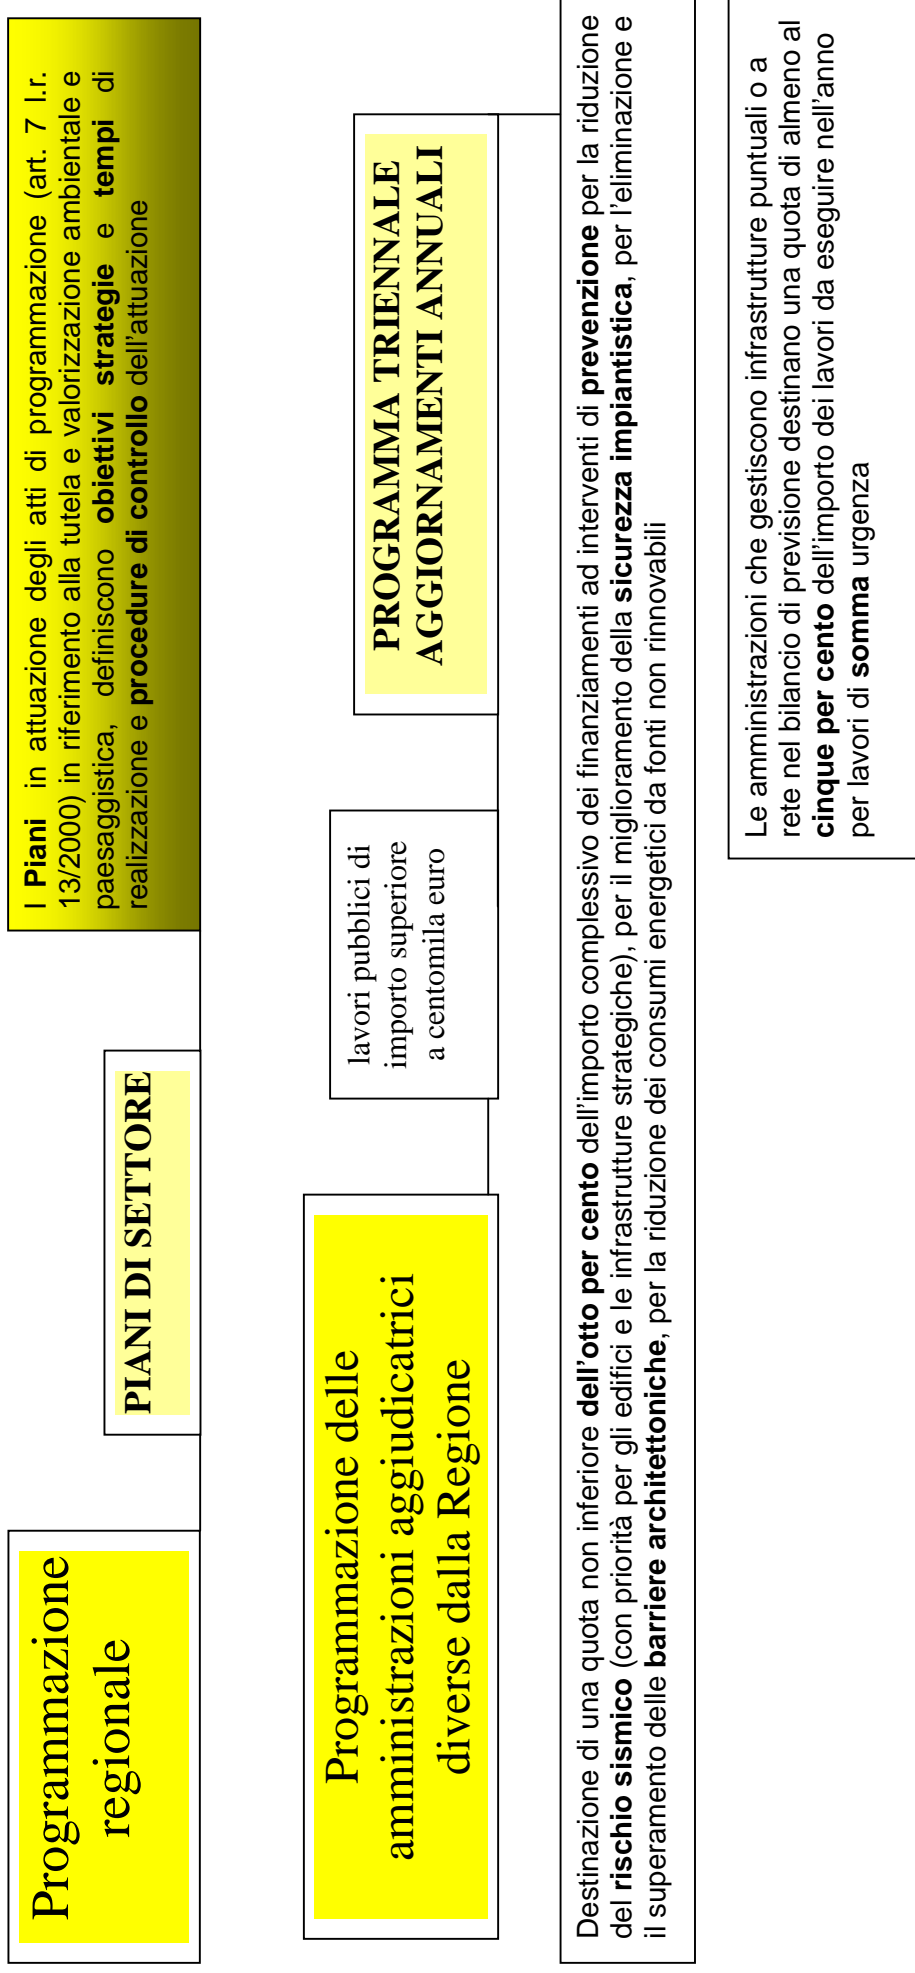 Programmazione
regionale
PIANI DI SETTORE
I Piani in attuazione degli atti di programmazione (art. 7 l.r.
13/2000) in riferimento alla tutela e valorizzazione ambientale e
paesaggistica, definiscono obiettivi strategie e tempi di
realizzazione e procedure di controllo dell'attuazione
Programmazione delle
amministrazioni aggiudicatrici
diverse dalla Regione
lavori pubblici di
importo superiore
a centomila euro
PROGRAMMA TRIENNALE
AGGIORNAMENTI ANNUALI
Destinazione di una quota non inferiore dell'otto per cento dell'importo complessivo dei finanziamenti ad interventi di prevenzione per la riduzione
del rischio sismico (con priorità per gli edifici e le infrastrutture strategiche), per il miglioramento della sicurezza impiantistica, per l'eliminazione e
il superamento delle barriere architettoniche, per la riduzione dei consumi energetici da fonti non rinnovabili
Le amministrazioni che gestiscono infrastrutture puntuali o a
rete nel bilancio di previsione destinano una quota di almeno al
cinque per cento dell'importo dei lavori da eseguire nell'anno
per lavori di somma urgenza